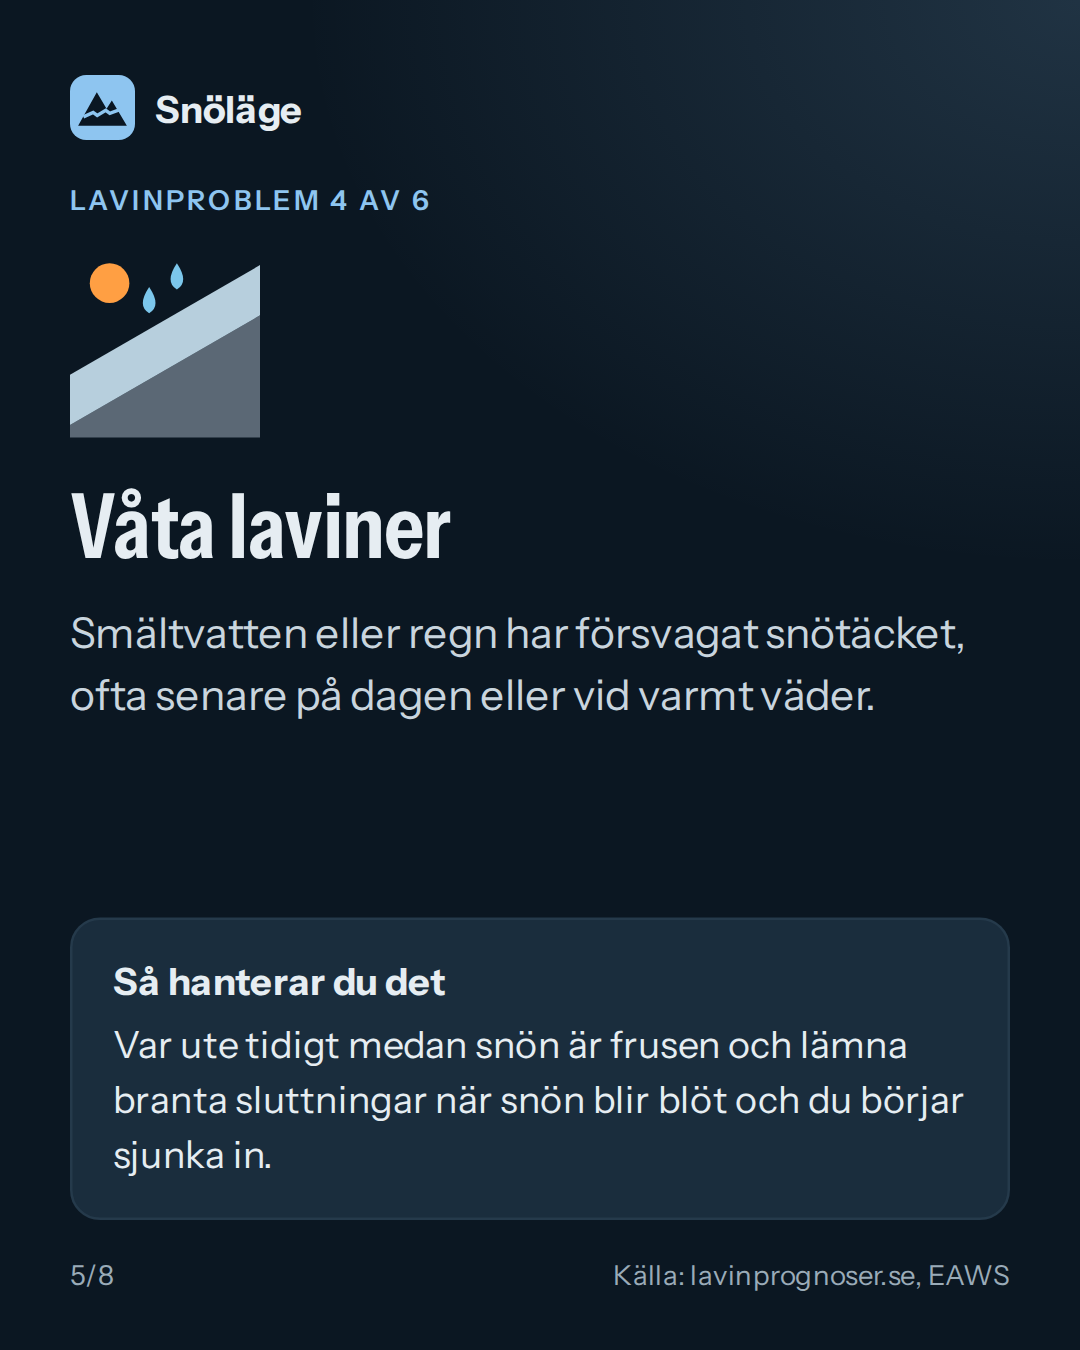 Snöläge
LAVINPROBLEM 4 AV 6
Våta laviner
Smältvatten eller regn har försvagat snötäcket,
ofta senare på dagen eller vid varmt väder.
Så hanterar du det
Var ute tidigt medan snön är frusen och lämna
branta sluttningar när snön blir blöt och du börjar
sjunka in.
5/8
Källa: lavinprognoser.se, EAWS